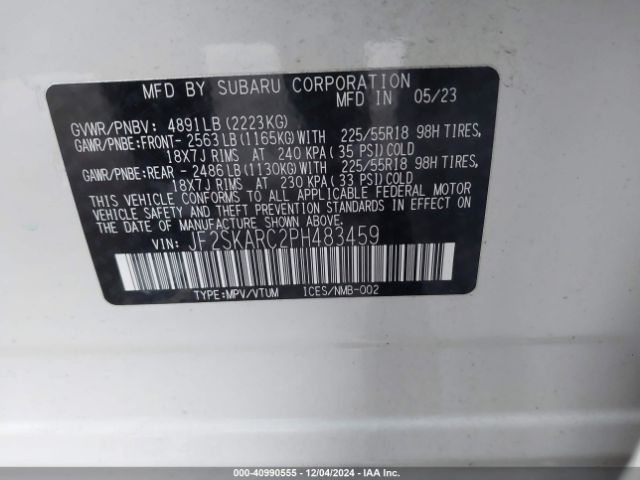 MFD BY SUBARU CORPORATION
MFD IN 05/23
GVWR/PNBV: 4891LB(2223KG)
GAWR/PNBE:FRONT- 2563LB(1165KG)WITH 225/55R18 98H TIRES,
18X7J RIMS AT 240 KPA(35 PSI)COLD
GAWR/PNBE:REAR - 2486LB(1130KG)WITH 225/55R18 98H TIRES,
18X7J RIMS AT 230 KPA(33 PSI)COLD
THIS VEHICLE CONFORMS TO ALL APPLICABLE FEDERAL MOTOR
VEHICLE SAFETY AND THEFT PREVENTION STANDARDS IN EFFECT ON
THE DATE OF MANUFACTURE SHOWN ABOVE.
VIN: JF2SKARC2PH483459
TYPE:MPV/VTUM ICES/NMB-002
000-40990555 - 12/04/2024 - IAA Inc.